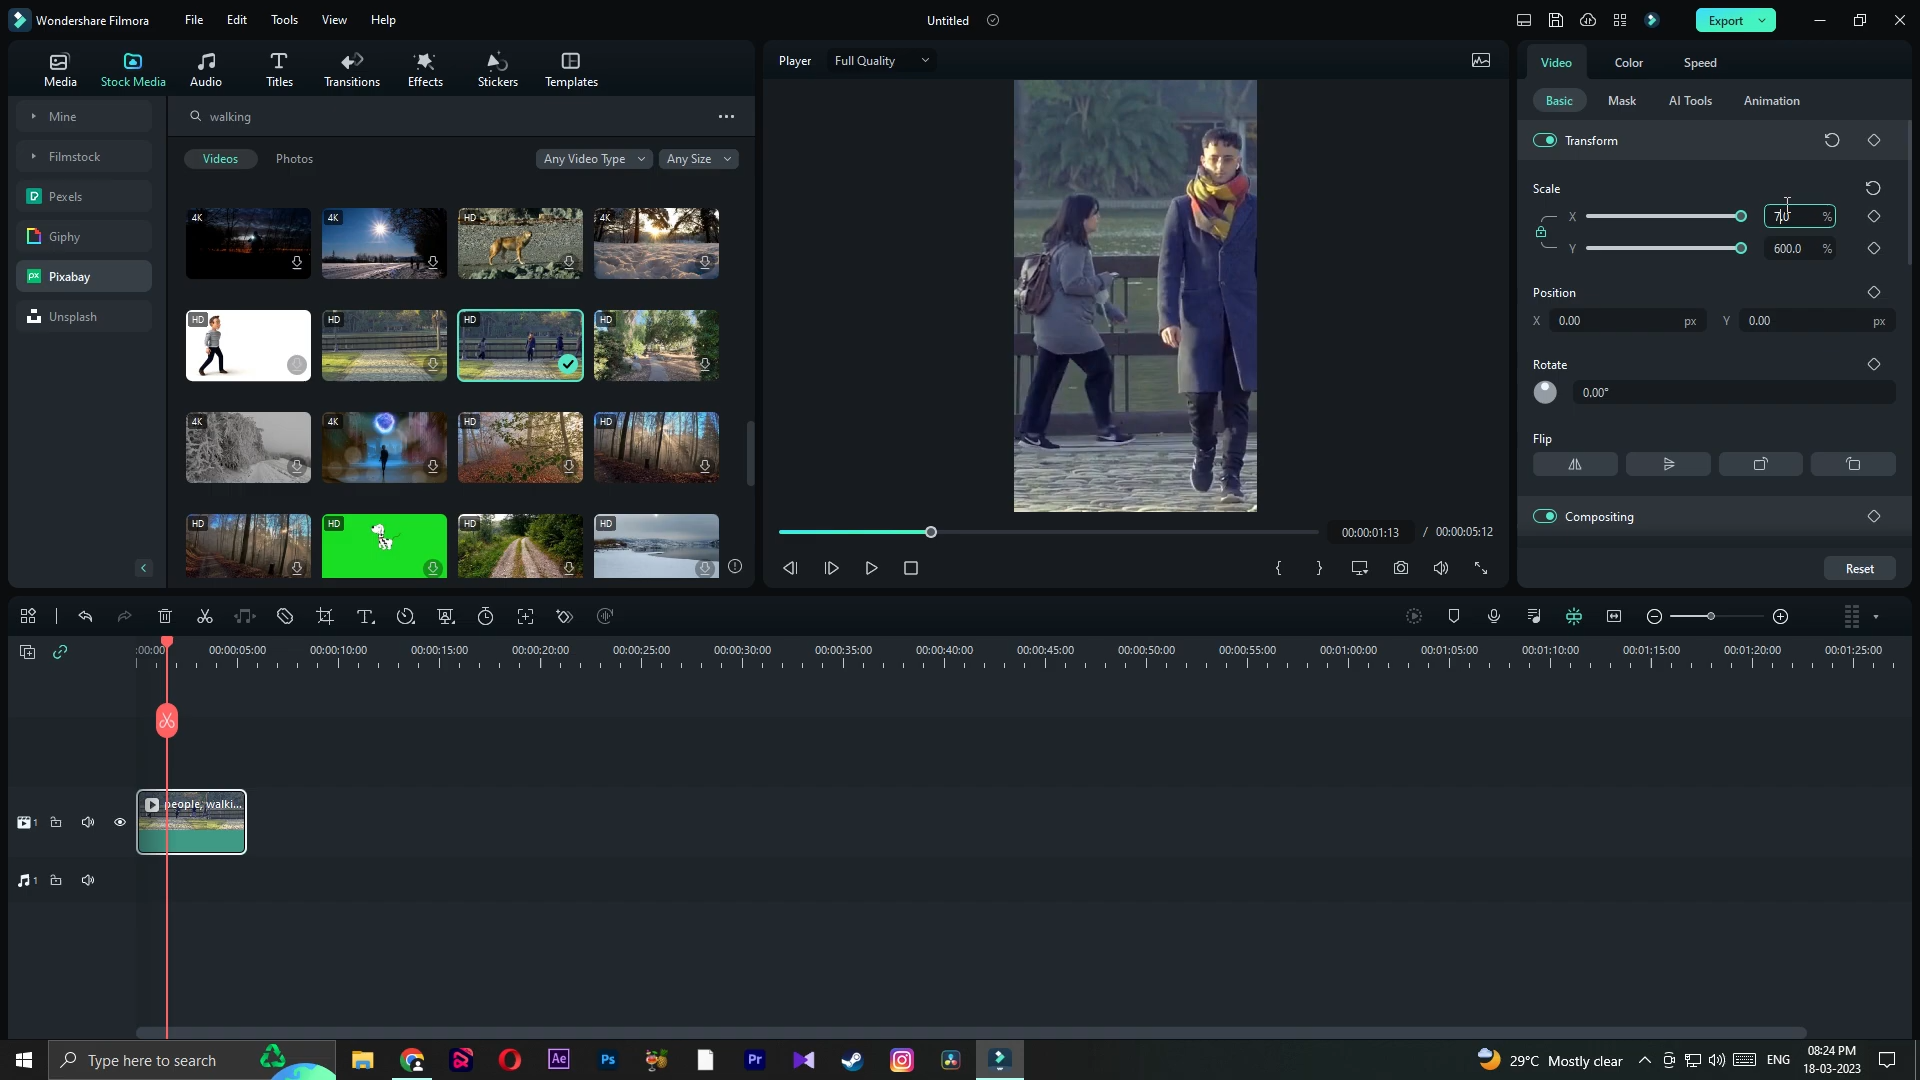 Wondershare Filmora File Edit Tools View Help Untitled Export
Media Stock Media Audio Titles Transitions Effects Stickers Templates
Player Full Quality
Video Color Speed
Basic Mask AI Tools Animation
Mine
Filmstock
Pexels
Giphy
Pixabay
Unsplash
walking
Videos Photos Any Video Type Any Size
4K 4K HD 4K
HD HD HD HD
4K 4K HD HD
HD HD HD HD
00:00:01:13 / 00:00:05:12
Transform
Scale
X %
Y 600.0 %
Position
X 0.00 px Y 0.00 px
Rotate
0.00°
Flip
Compositing
Reset
:00:00 00:00:05:00 00:00:10:00 00:00:15:00 00:00:20:00 00:00:25:00 00:00:30:00 00:00:35:00 00:00:40:00 00:00:45:00 00:00:50:00 00:00:55:00 00:01:00:00 00:01:05:00 00:01:10:00 00:01:15:00 00:01:20:00 00:01:25:00
people, walki...
1
1
Type here to search
Ae Ps Pr
29°C Mostly clear ENG
08:24 PM
18-03-2023